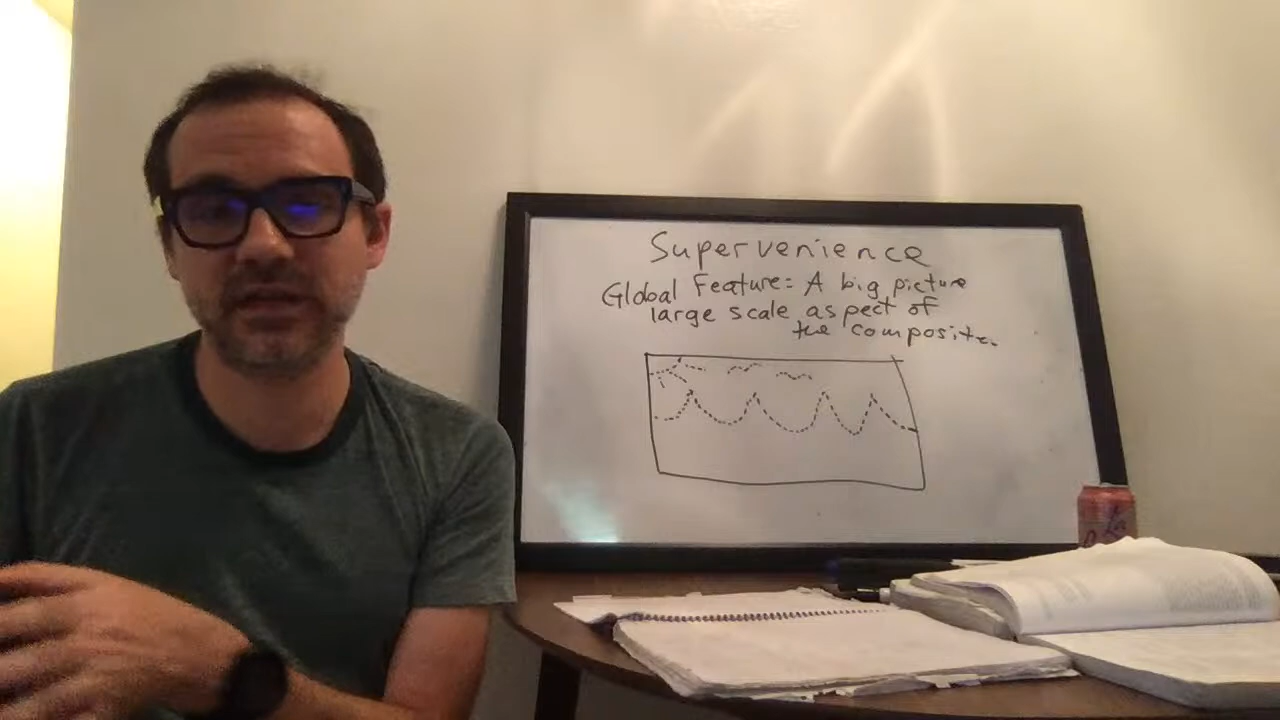 Supervenience
Global Feature: A big picture
large scale aspect of
the composite.